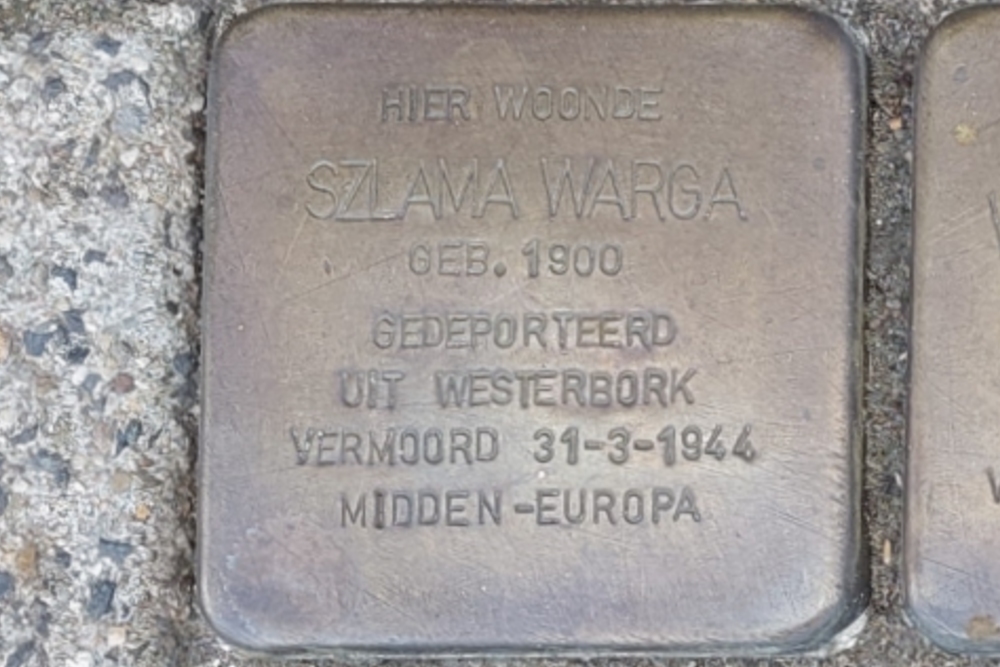 HIER WOONDE
SZLAMA WARGA
GEB. 1900
GEDEPORTEERD
UIT WESTERBORK
VERMOORD 31-3-1944
MIDDEN-EUROPA